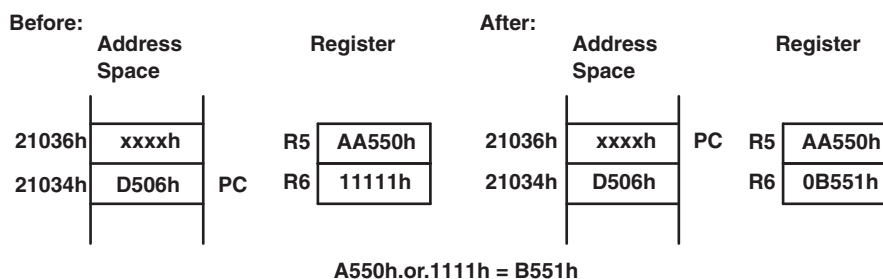 Before:
Address
Space
Register
21036h xxxxh R5 AA550h
21034h D506h PC R6 11111h
After:
Address
Space
Register
21036h xxxxh PC R5 AA550h
21034h D506h R6 0B551h
A550h.or.1111h = B551h